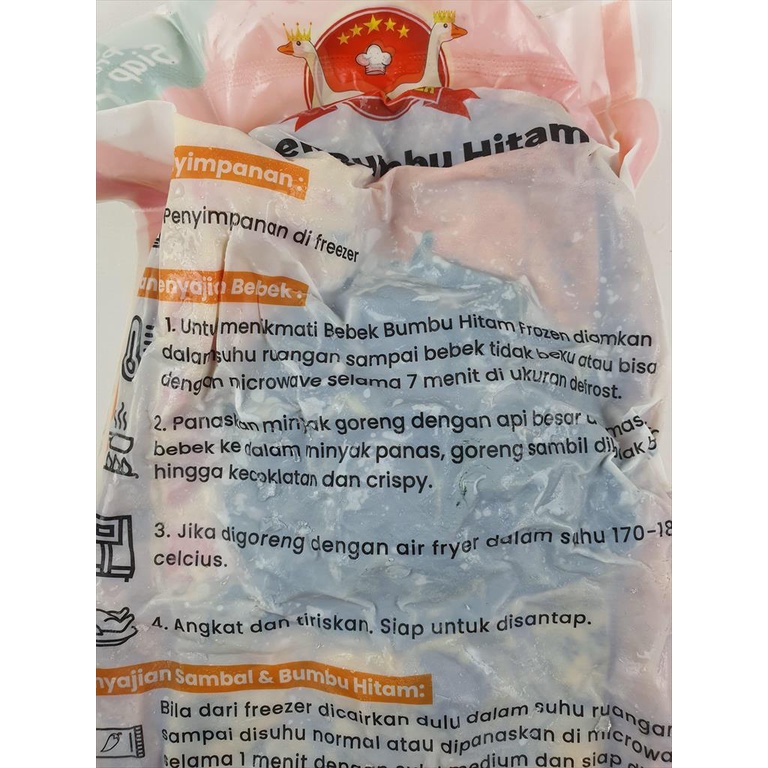 Siap
Bumbu Hitam
yimpanan :
Penyimpanan di freezer
enyajia Bebek :
1. Untu menikmati Bebek Bumbu Hitam Frozen diamkan
dalam suhu ruangan sampai bebek tidak beku atau bisa
dengan microwave selama 7 menit di ukuran defrost.
2. Panaskan minyak goreng dengan api besar
bebek ke dalam minyak panas, goreng sambil
hingga kecoklatan dan crispy.
3. Jika digoreng dengan air fryer dalam suhu 170-18
celcius.
4. Angkat dan tiriskan. Siap untuk disantap.
nyajian Sambal & Bumbu Hitam:
Bila dari freezer dicairkan dulu dalam suhu ruangan
sampai disuhu normal atau dipanaskan di microwa
selama 1 menit dengan medium dan siap